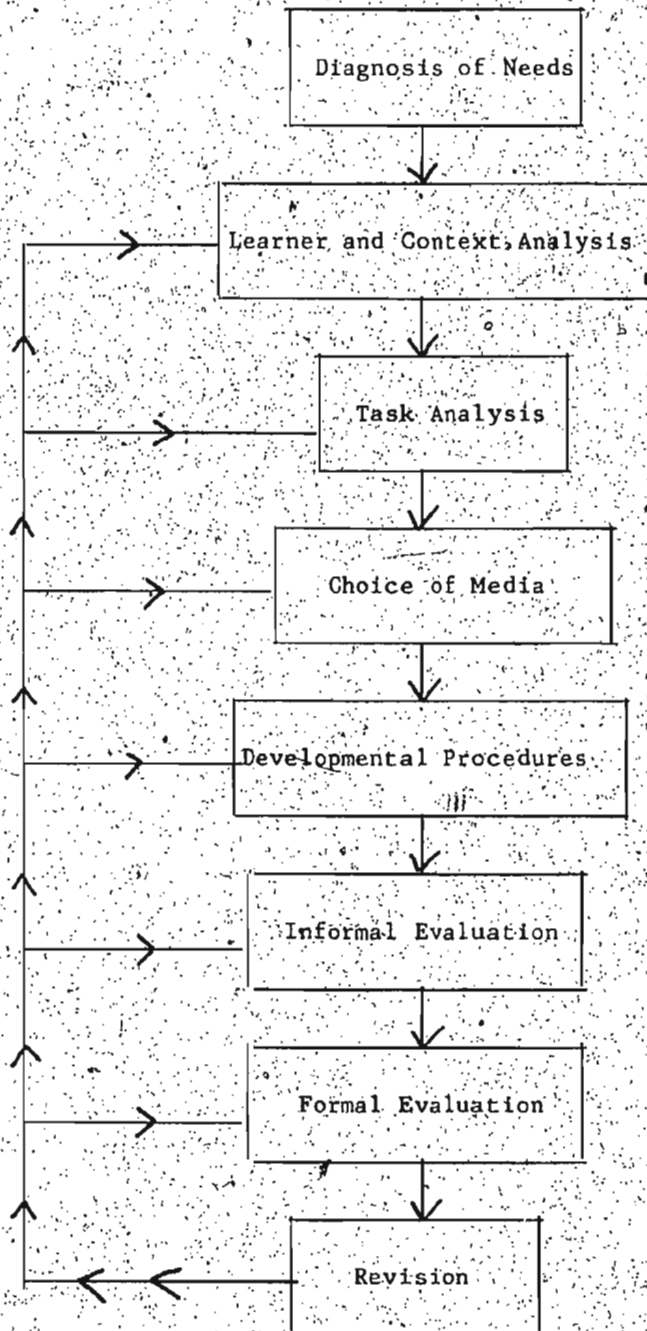 Diagnosis of Needs
Learner and Context Analysis
Task Analysis
Choice of Media
Developmental Procedures
Informal Evaluation
Formal Evaluation
Revision